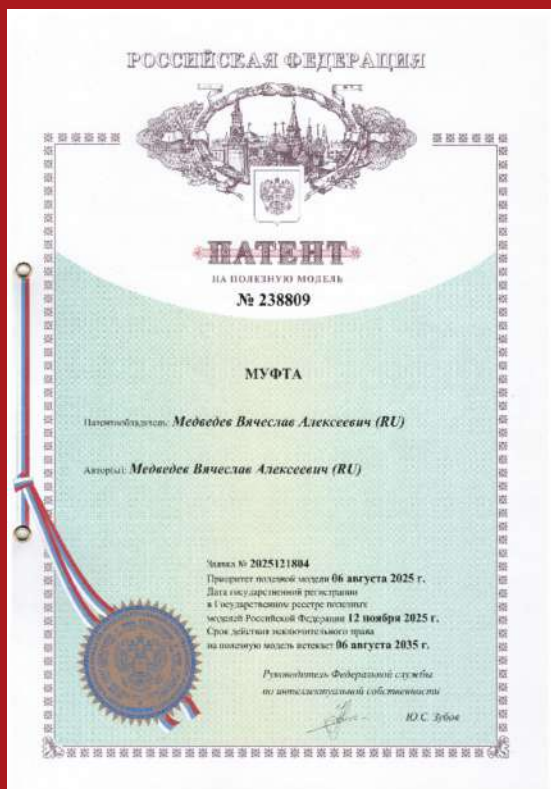 РОССИЙСКАЯ ФЕДЕРАЦИЯ
ПАТЕНТ
НА ПОЛЕЗНУЮ МОДЕЛЬ
№ 238809
МУФТА
Патентообладатель: Медведев Вячеслав Алексеевич (RU)
Автор(ы): Медведев Вячеслав Алексеевич (RU)
Заявка № 2025121804
Приоритет полезной модели 06 августа 2025 г.
Дата государственной регистрации
в Государственном реестре полезных
моделей Российской Федерации 12 ноября 2025 г.
Срок действия исключительного права
на полезную модель истекает 06 августа 2035 г.
Руководитель Федеральной службы
по интеллектуальной собственности
Ю.С. Зубов